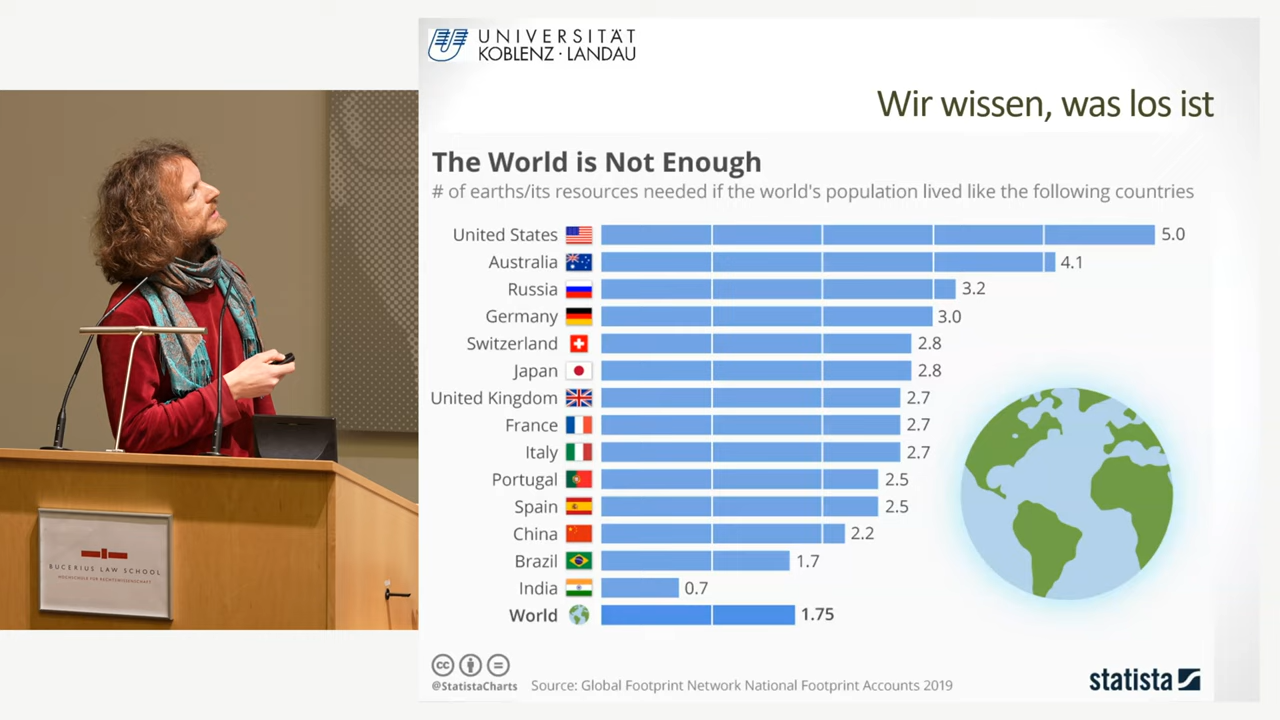 UNIVERSITÄT
KOBLENZ · LANDAU
Wir wissen, was los ist
The World is Not Enough
# of earths/its resources needed if the world's population lived like the following countries
United States 5.0
Australia 4.1
Russia 3.2
Germany 3.0
Switzerland 2.8
Japan 2.8
United Kingdom 2.7
France 2.7
Italy 2.7
Portugal 2.5
Spain 2.5
China 2.2
Brazil 1.7
India 0.7
World 1.75
cc
@StatistaCharts Source: Global Footprint Network National Footprint Accounts 2019
statista
BUCERIUS LAW SCHOOL
HOCHSCHULE FÜR RECHTSWISSENSCHAFT